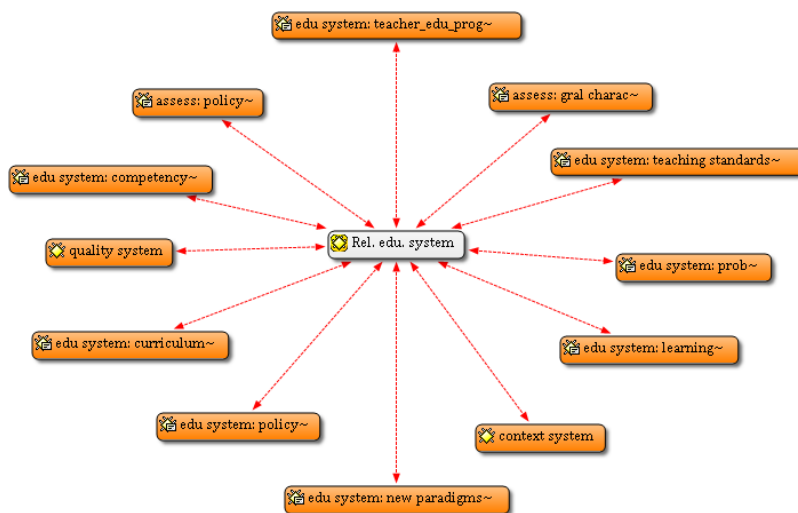 edu system: teacher_edu_prog~
assess: policy~
assess: gral charac~
edu system: teaching standards~
edu system: competency~
Rel. edu. system
quality system
edu system: prob~
edu system: curriculum~
edu system: learning~
edu system: policy~
context system
edu system: new paradigms~